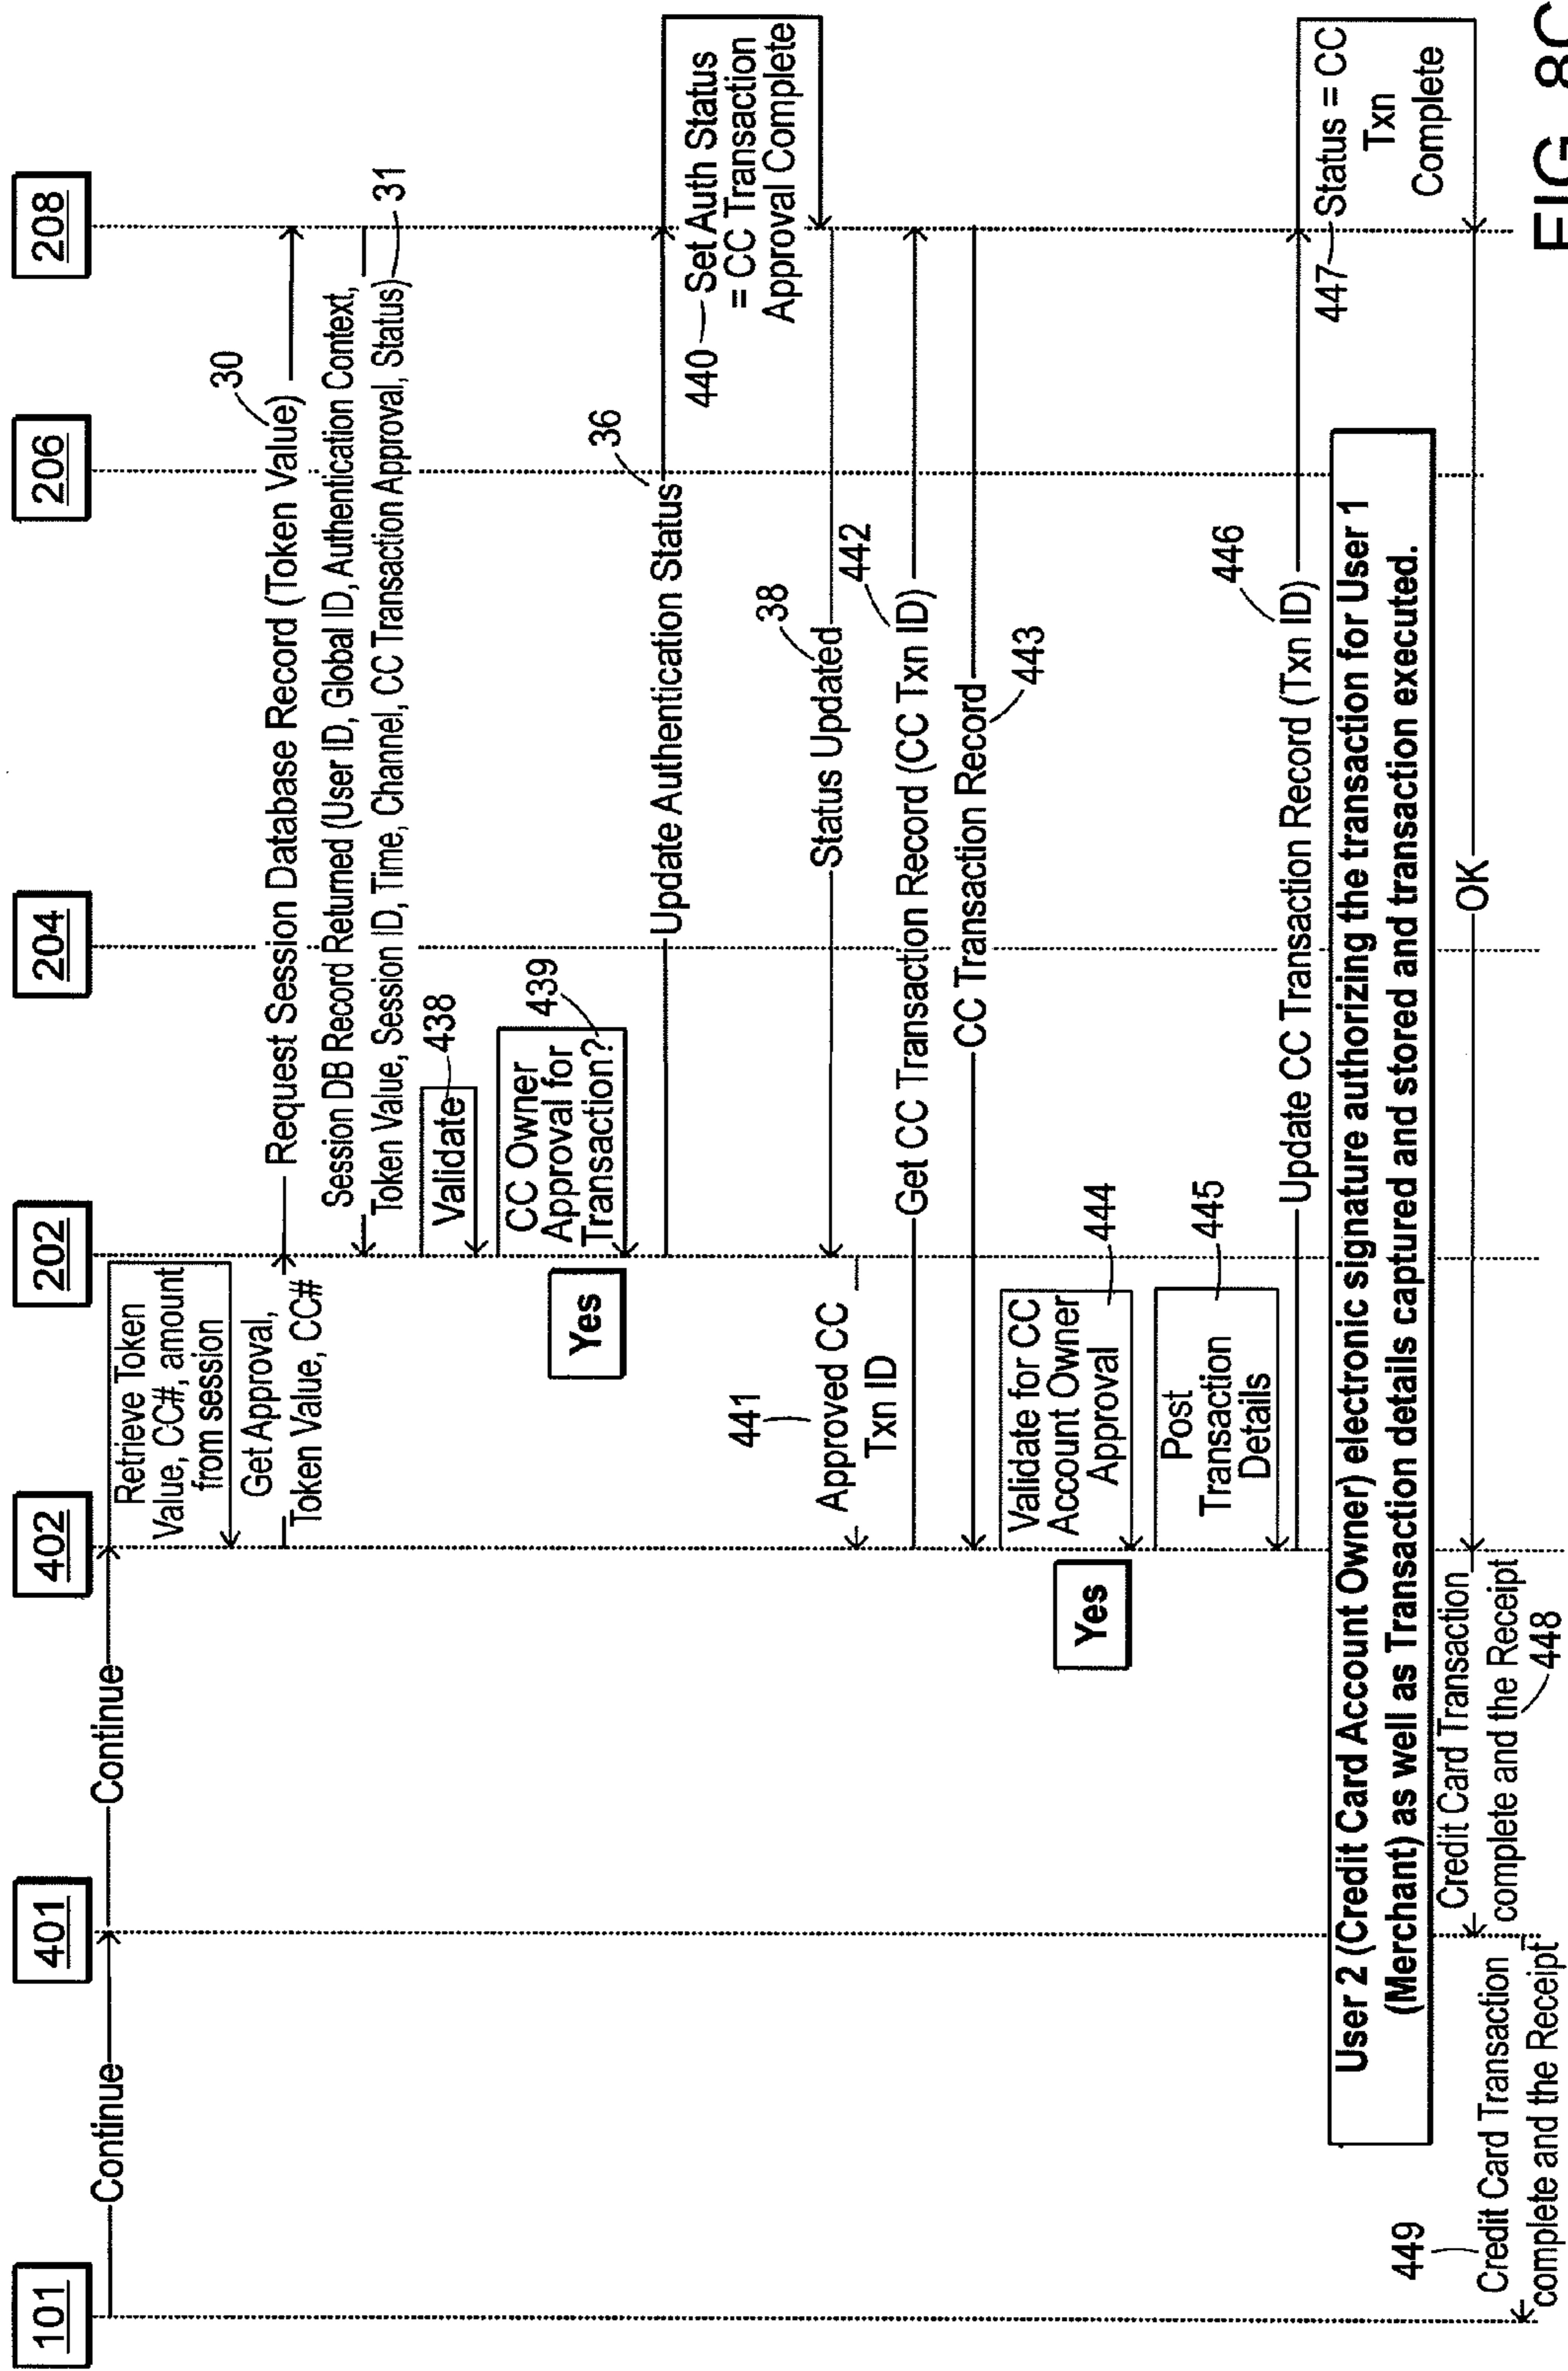 101
401
402
202
204
206
208
Continue
Continue
Retrieve Token
Value, CC#, amount
from session
Get Approval,
Token Value, CC#
Request Session Database Record (Token Value)
30
Session DB Record Returned (User ID, Global ID, Authentication Context,
Token Value, Session ID, Time, Channel, CC Transaction Approval, Status)
31
Validate
438
CC Owner
Approval for
Transaction?
439
Yes
Update Authentication Status
36
440
Set Auth Status
= CC Transaction
Approval Complete
Status Updated
38
441
Approved CC
Txn ID
Get CC Transaction Record (CC Txn ID)
442
CC Transaction Record
443
Validate for CC
Account Owner
Approval
444
Yes
Post
Transaction
Details
445
Update CC Transaction Record (Txn ID)
446
447
Status = CC
Txn
Complete
User 2 (Credit Card Account Owner) electronic signature authorizing the transaction for User 1
(Merchant) as well as Transaction details captured and stored and transaction executed.
OK
Credit Card Transaction
complete and the Receipt
448
449
Credit Card Transaction
complete and the Receipt
FIG. 8C